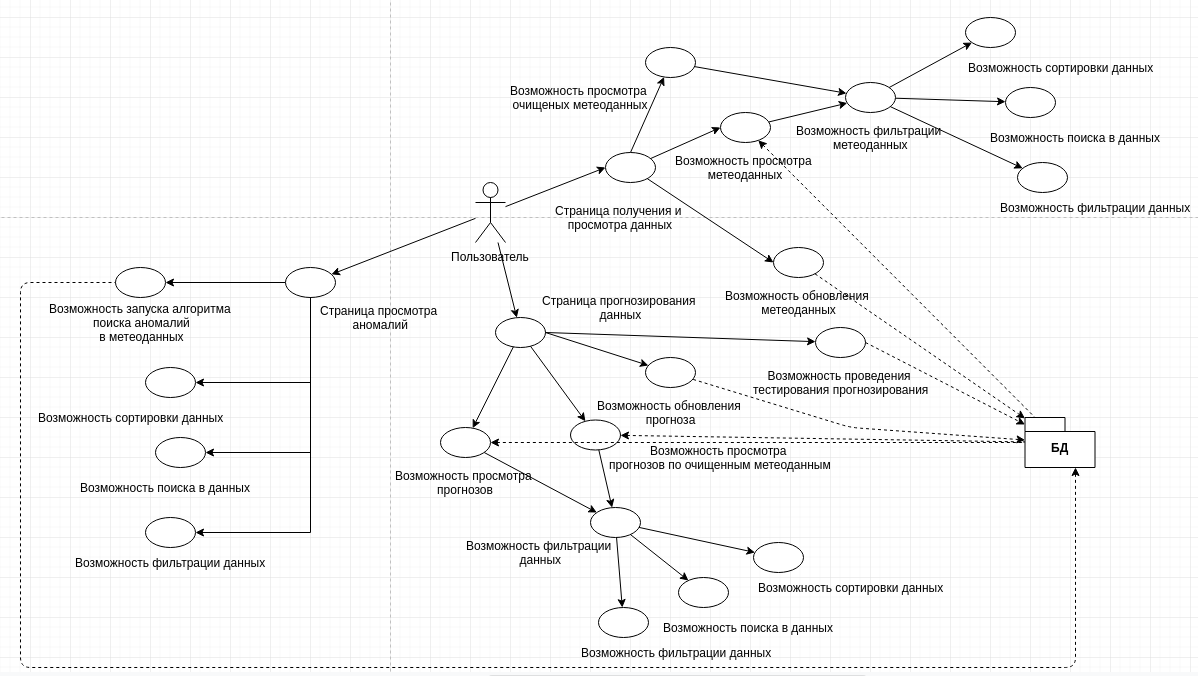 Возможность сортировки данных
Возможность просмотра
очищеных метеоданных
Возможность фильтрации
метеоданных
Возможность поиска в данных
Возможность просмотра
метеоданных
Страница получения и
просмотра данных
Возможность фильтрации данных
Пользователь
Возможность обновления
метеоданных
Страница прогнозирования
данных
Возможность запуска алгоритма
поиска аномалий
в метеоданных
Страница просмотра
аномалий
Возможность проведения
тестирования прогнозирования
Возможность обновления
прогноза
Возможность сортировки данных
БД
Возможность просмотра
прогнозов по очищенным метеоданным
Возможность просмотра
прогнозов
Возможность поиска в данных
Возможность фильтрации
данных
Возможность фильтрации данных
Возможность сортировки данных
Возможность поиска в данных
Возможность фильтрации данных